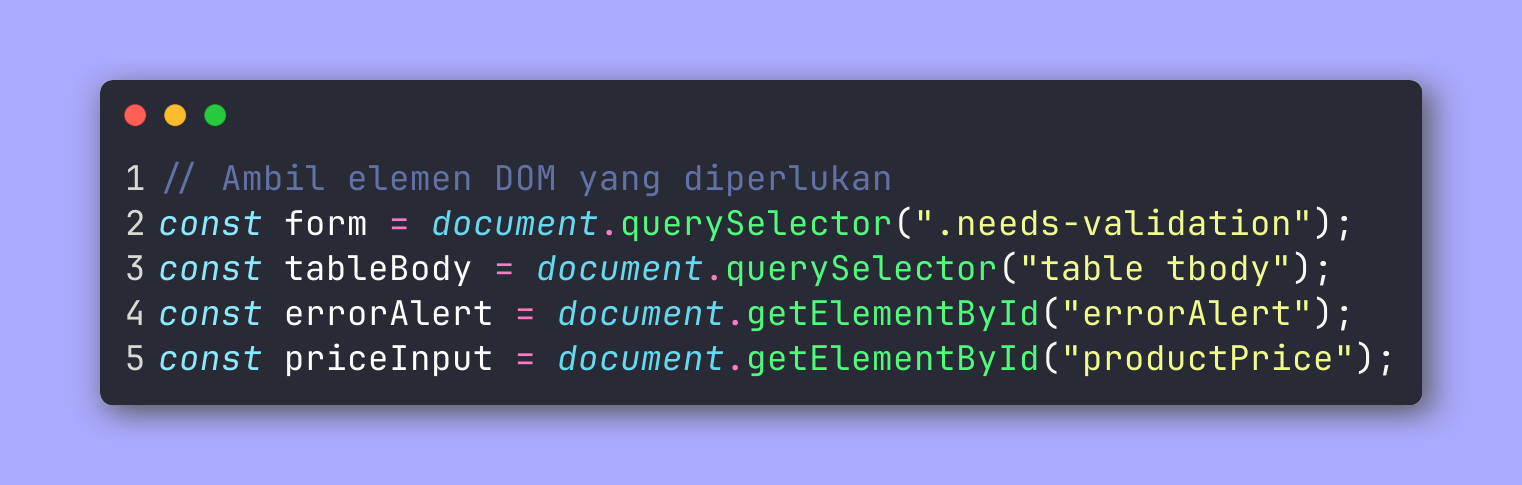 1 // Ambil elemen DOM yang diperlukan
2 const form = document.querySelector(".needs-validation");
3 const tableBody = document.querySelector("table tbody");
4 const errorAlert = document.getElementById("errorAlert");
5 const priceInput = document.getElementById("productPrice");